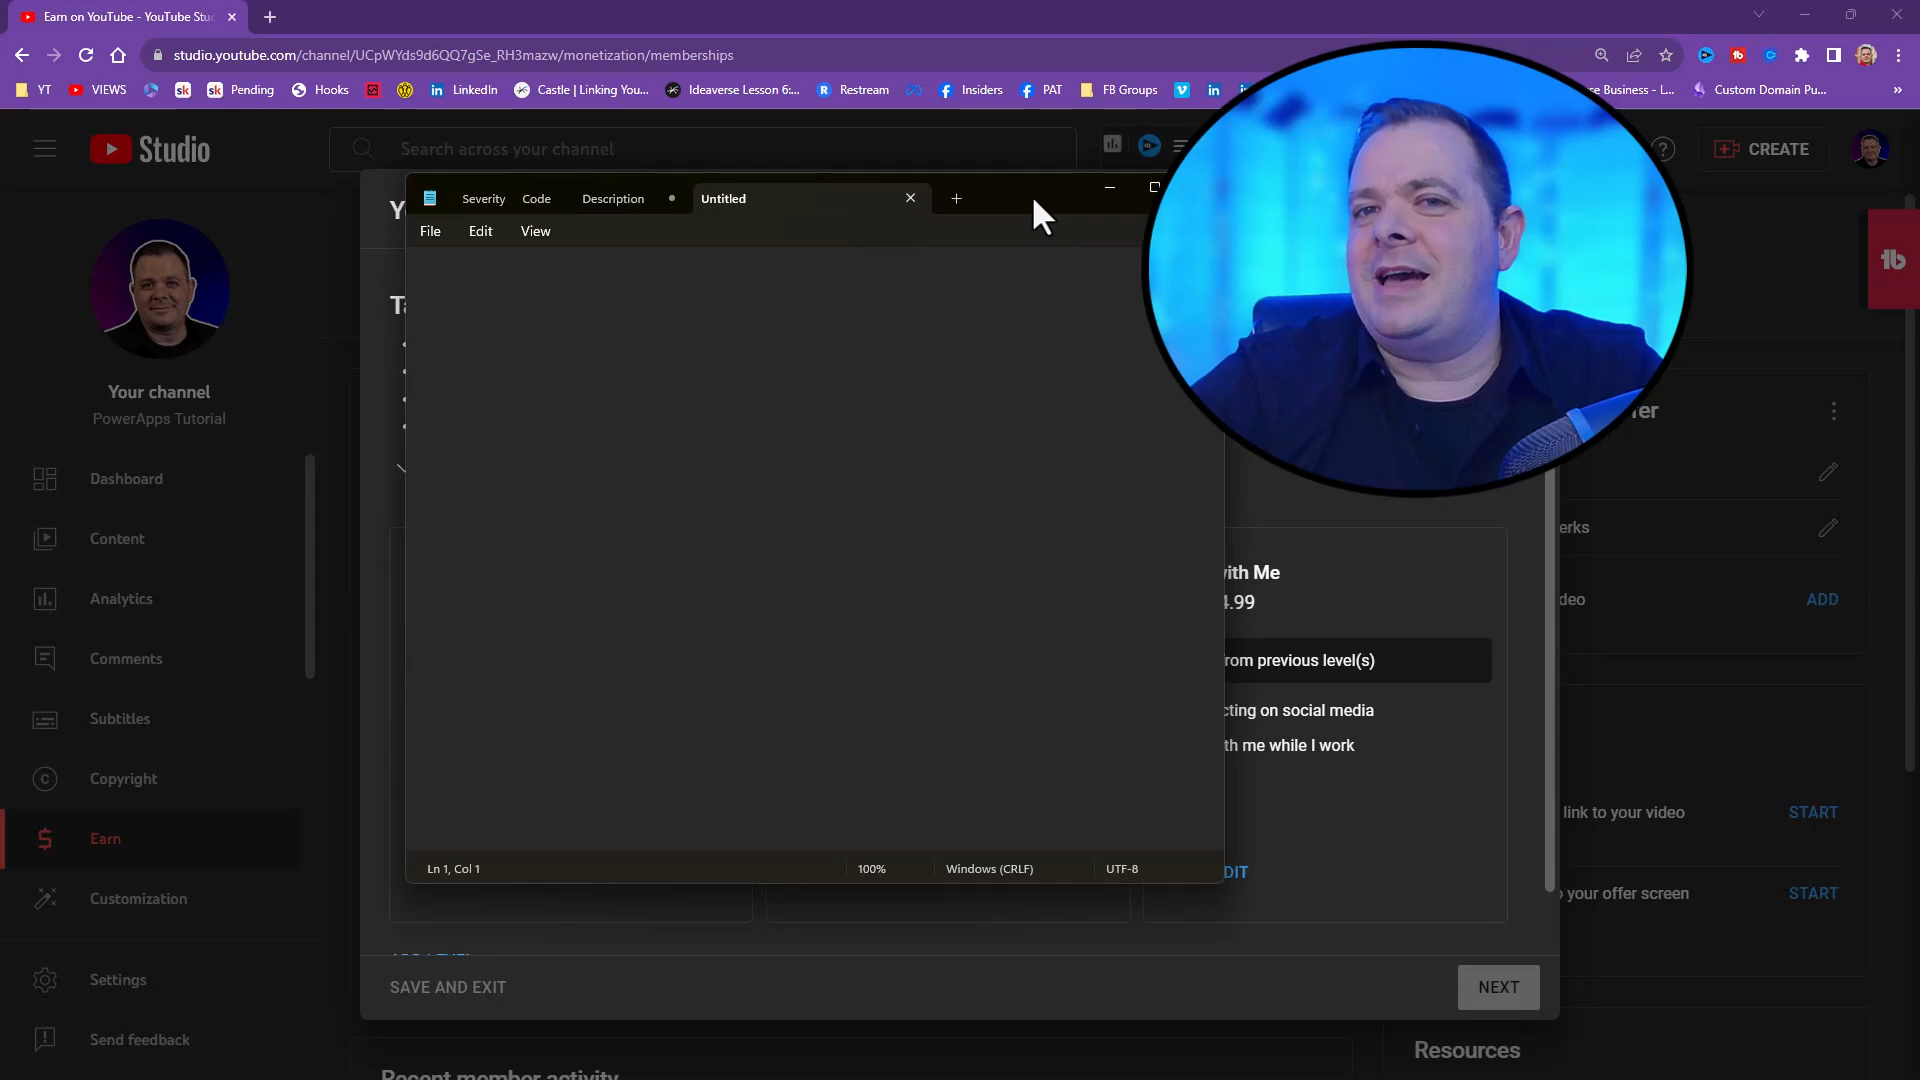 Earn on YouTube - YouTube Stu
studio.youtube.com/channel/UCpWYds9d6QQ7gSe_RH3mazw/monetization/memberships
YT VIEWS sk sk Pending Hooks LinkedIn Castle | Linking You... Ideaverse Lesson 6:... Restream Insiders PAT FB Groups se Business - L... Custom Domain Pu... »
Studio
Search across your channel
CREATE
Severity Code Description
Untitled
File Edit View
Your channel
PowerApps Tutorial
Dashboard
Content
Analytics
Comments
Subtitles
Copyright
Earn
Customization
Settings
Send feedback
Ln 1, Col 1
100%
Windows (CRLF)
UTF-8
ith Me
4.99
rom previous level(s)
cting on social media
th me while I work
DIT
SAVE AND EXIT
NEXT
fer
erks
deo
ADD
link to your video
START
your offer screen
START
Resources
Recent member activity